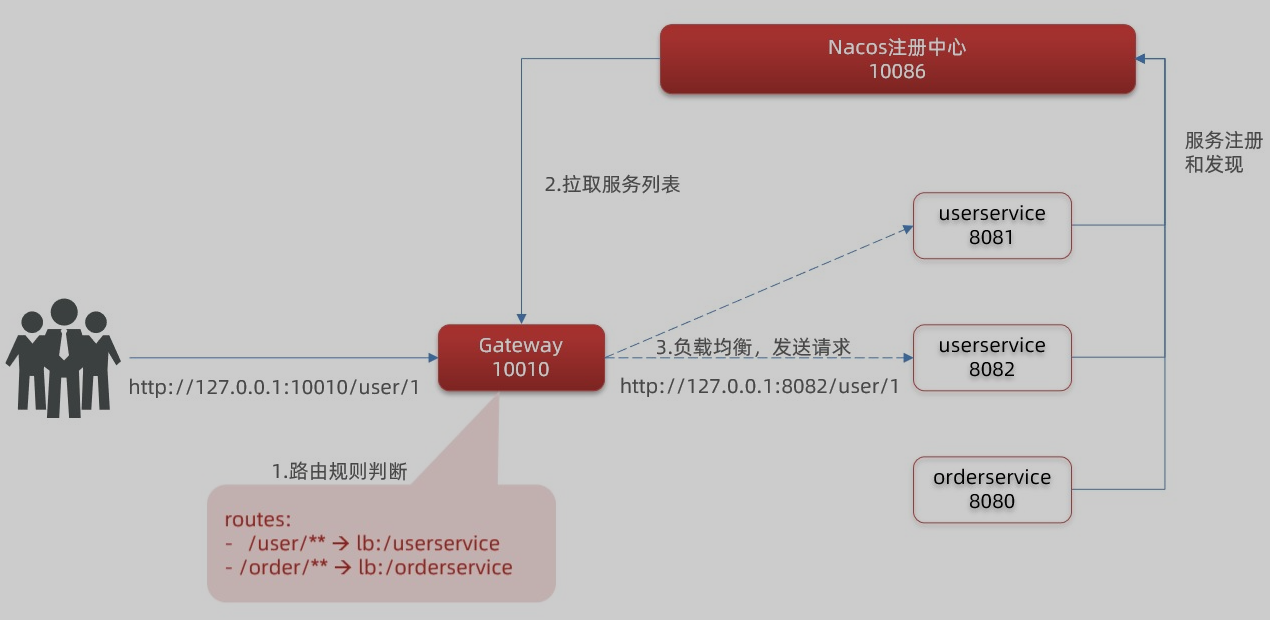 Nacos注册中心
10086
服务注册
和发现
2.拉取服务列表
userservice
8081
Gateway
10010
3.负载均衡，发送请求
userservice
8082
http://127.0.0.1:10010/user/1
http://127.0.0.1:8082/user/1
1.路由规则判断
orderservice
8080
routes:
- /user/** → lb:/userservice
- /order/** → lb:/orderservice